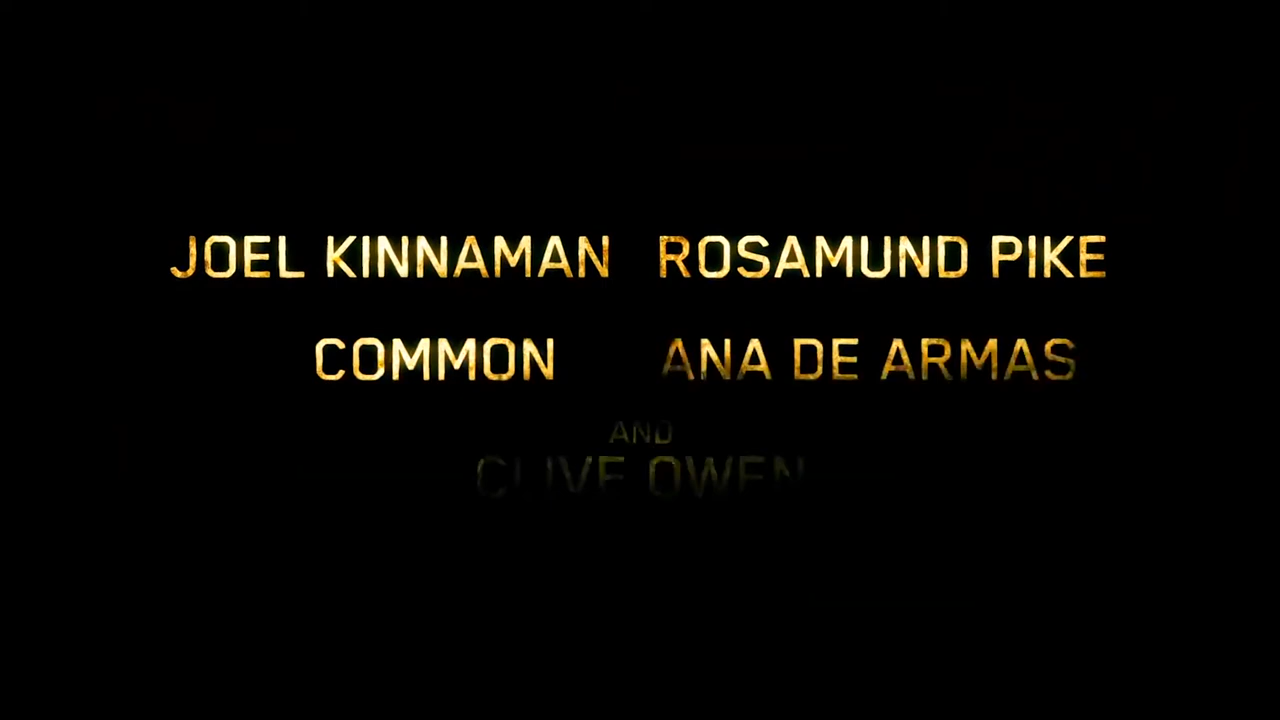 JOEL KINNAMAN ROSAMUND PIKE
COMMON ANA DE ARMAS
AND
CLIVE OWEN